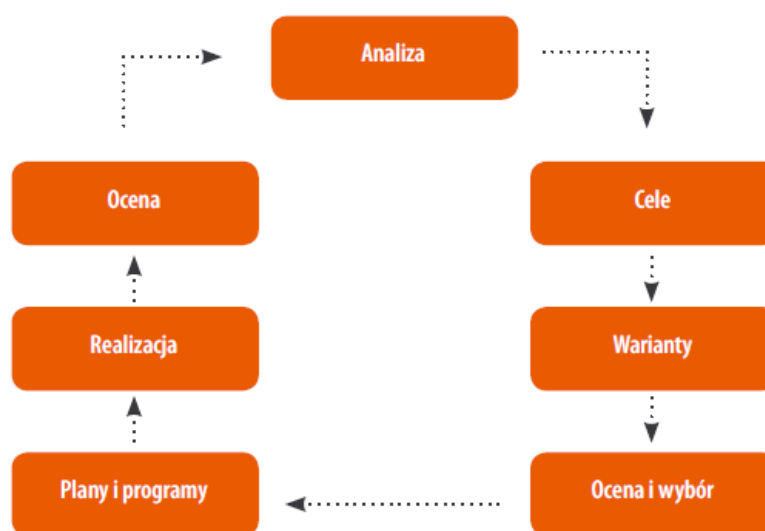 Analiza
Ocena
Cele
Realizacja
Warianty
Plany i programy
Ocena i wybór